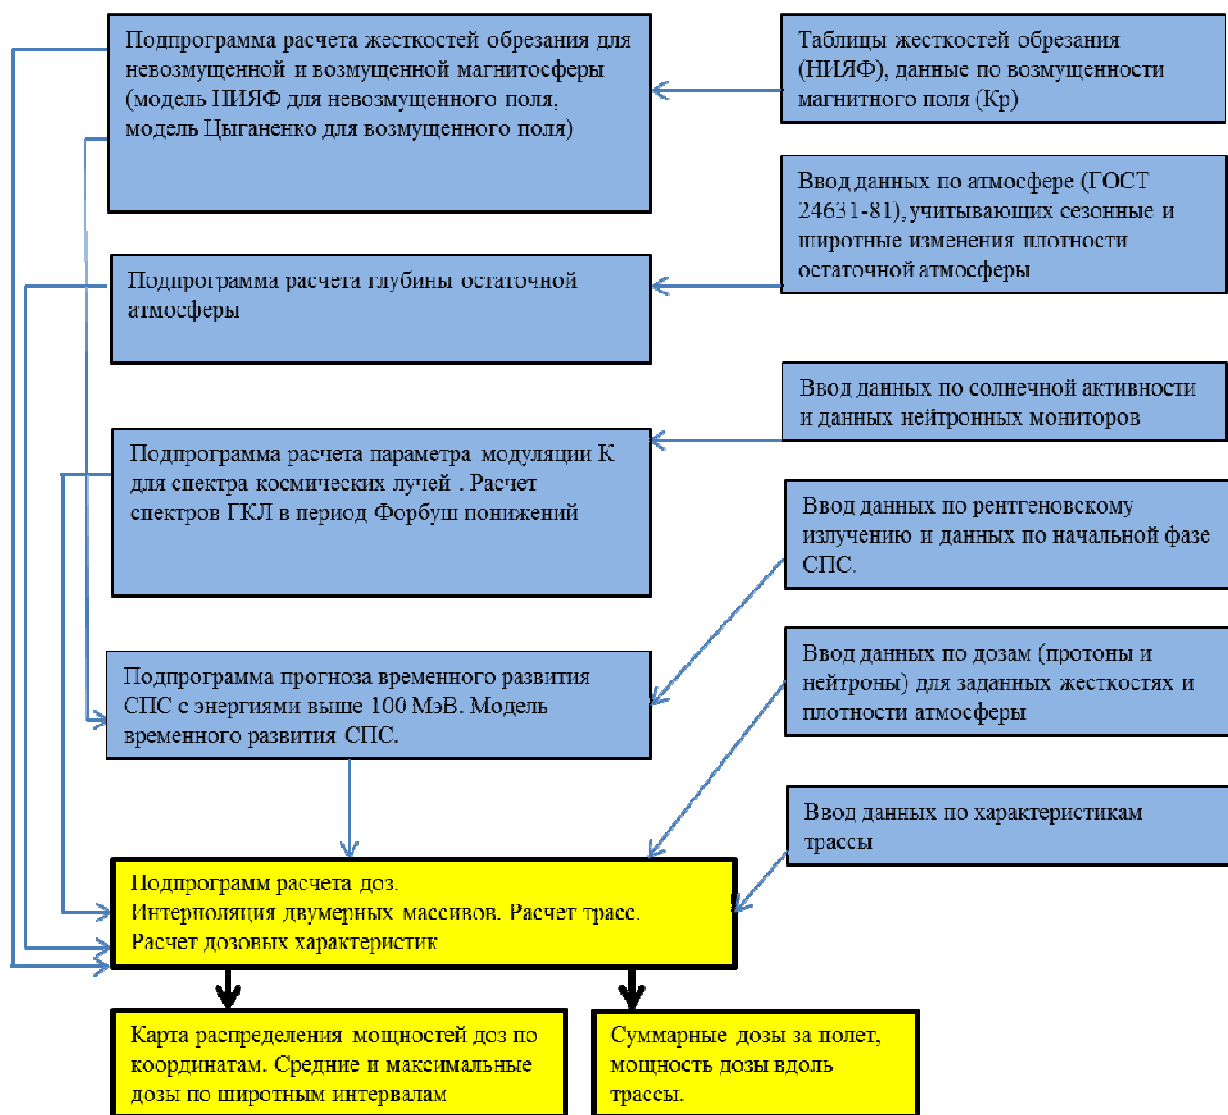 Подпрограмма расчета жесткостей обрезания для
невозмущенной и возмущенной магнитосферы
(модель НИЯФ для невозмущенного поля,
модель Цыганенко для возмущенного поля)
Таблицы жесткостей обрезания
(НИЯФ), данные по возмущенности
магнитного поля (Кр)
Ввод данных по атмосфере (ГОСТ
24631-81), учитывающих сезонные и
широтные изменения плотности
остаточной атмосферы
Подпрограмма расчета глубины остаточной
атмосферы
Ввод данных по солнечной активности
и данных нейтронных мониторов
Подпрограмма расчета параметра модуляции К
для спектра космических лучей . Расчет
спектров ГКЛ в период Форбуш понижений
Ввод данных по рентгеновскому
излучению и данных по начальной фазе
СПС.
Подпрограмма прогноза временного развития
СПС с энергиями выше 100 МэВ. Модель
временного развития СПС.
Ввод данных по дозам (протоны и
нейтроны) для заданных жесткостях и
плотности атмосферы
Ввод данных по характеристикам
трассы
Подпрограмм расчета доз.
Интерполяция двумерных массивов. Расчет трасс.
Расчет дозовых характеристик
Карта распределения мощностей доз по
координатам. Средние и максимальные
дозы по широтным интервалам
Суммарные дозы за полет,
мощность дозы вдоль
трассы.